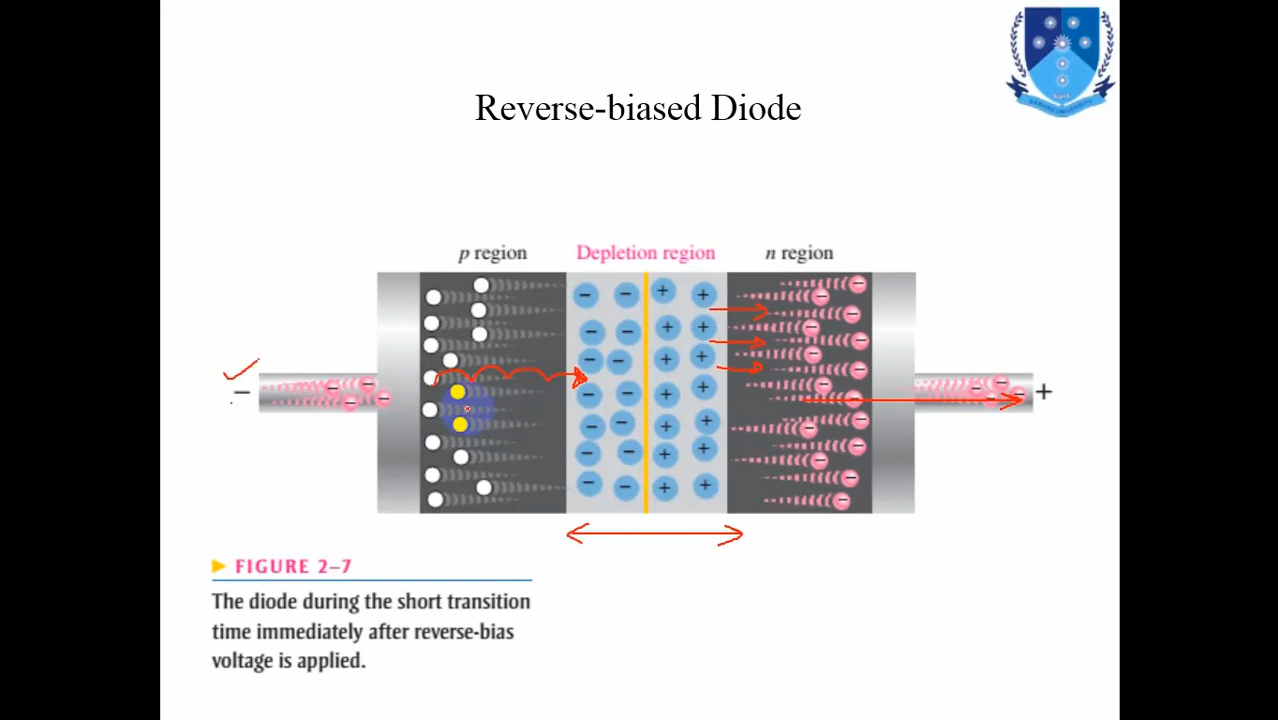 Reverse-biased Diode
p region
Depletion region
n region
−
+
FIGURE 2–7
The diode during the short transition
time immediately after reverse-bias
voltage is applied.